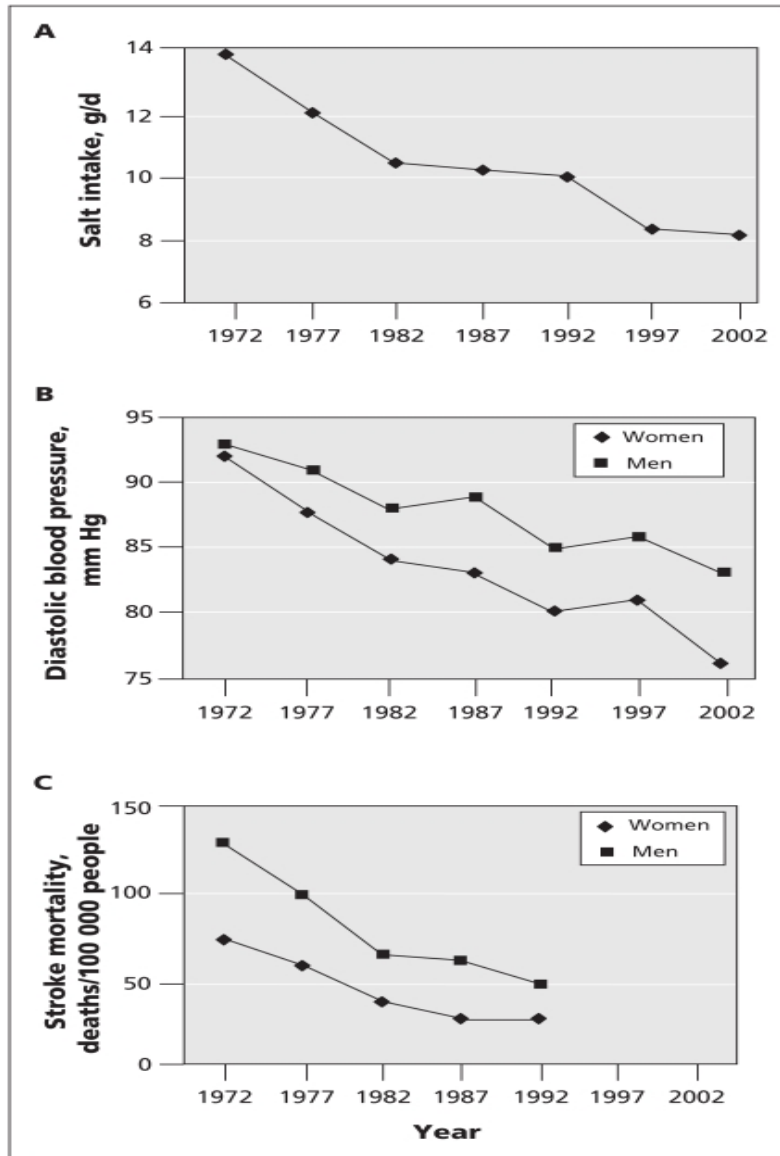 A
Salt intake, g/d
14
12
10
8
6
1972 1977 1982 1987 1992 1997 2002
B
Diastolic blood pressure,
mm Hg
95
90
85
80
75
Women
Men
1972 1977 1982 1987 1992 1997 2002
C
Stroke mortality,
deaths/100 000 people
150
100
50
0
Women
Men
1972 1977 1982 1987 1992 1997 2002
Year